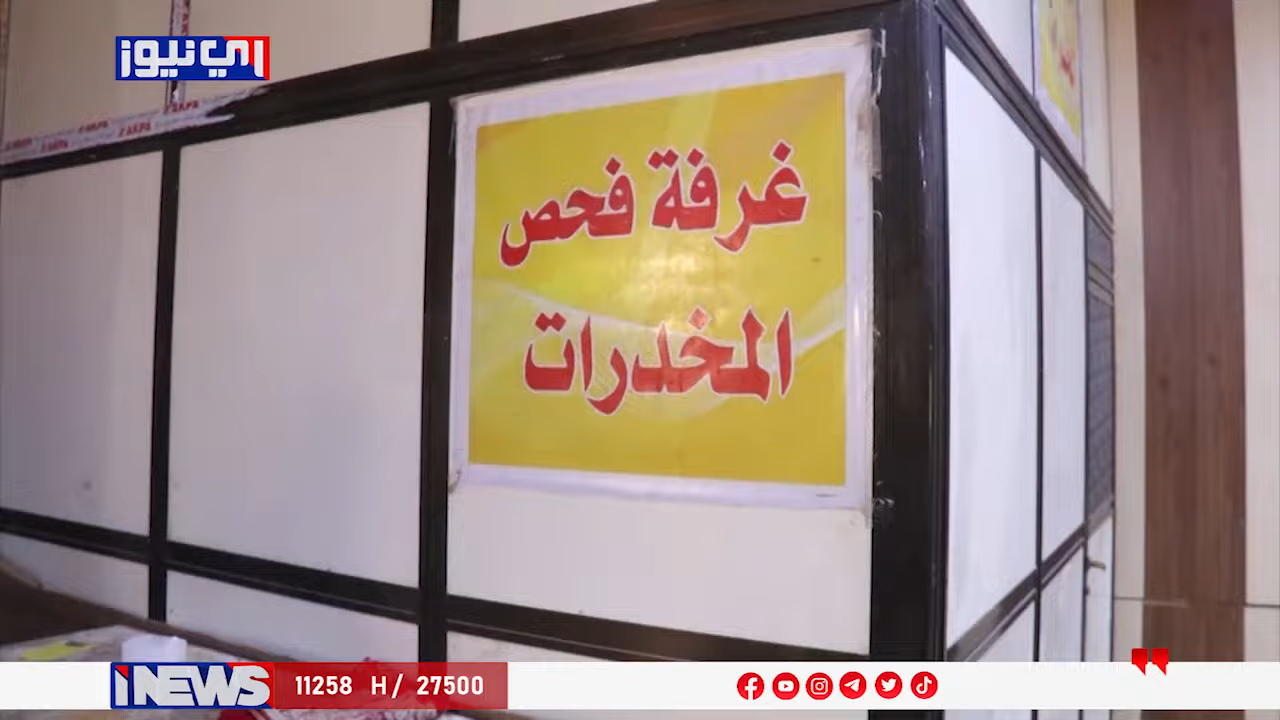 اي نيوز
غرفة فحص
المخدرات
iNEWS
11258 H/ 27500